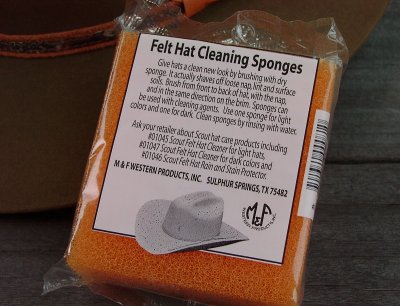 Felt Hat Cleaning Sponges
Give hats a clean new look by brushing with dry
sponge. It actually shaves off loose nap, lint and surface
soils. Brush from front to back of hat, with the nap,
and in the same direction on the brim. Sponges can
be used with cleaning agents. Use one sponge for light
colors and one for dark. Clean sponges by rinsing with water.
Ask your retailer about Scout hat care products including
#01045 Scout Felt Hat Cleaner for light hats,
#01047 Scout Felt Hat Cleaner for dark colors and
#01046 Scout Felt Hat Rain and Stain Protector.
M & F WESTERN PRODUCTS, INC. SULPHUR SPRINGS, TX 75482
M&F
WESTERN PRODUCTS, INC.